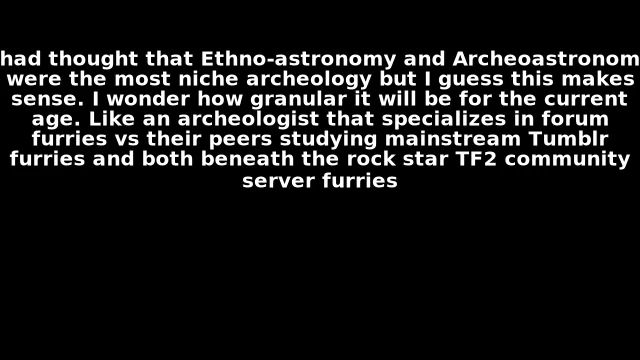 had thought that Ethno-astronomy and Archeoastronom
were the most niche archeology but I guess this makes
sense. I wonder how granular it will be for the current
age. Like an archeologist that specializes in forum
furries vs their peers studying mainstream Tumblr
furries and both beneath the rock star TF2 community
server furries